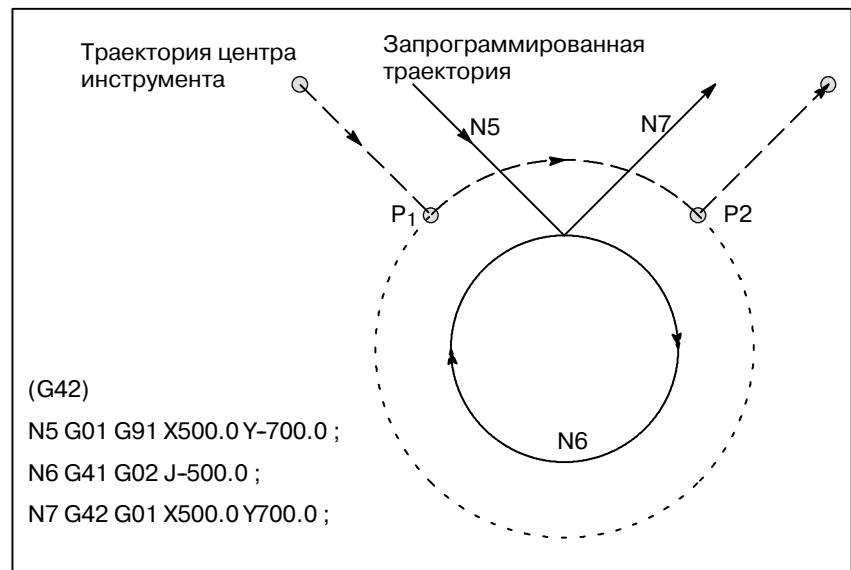 Траектория центра
инструмента
Запрограммированная
траектория
N5
N7
P1
P2
N6
(G42)
N5 G01 G91 X500.0 Y-700.0 ;
N6 G41 G02 J-500.0 ;
N7 G42 G01 X500.0 Y700.0 ;